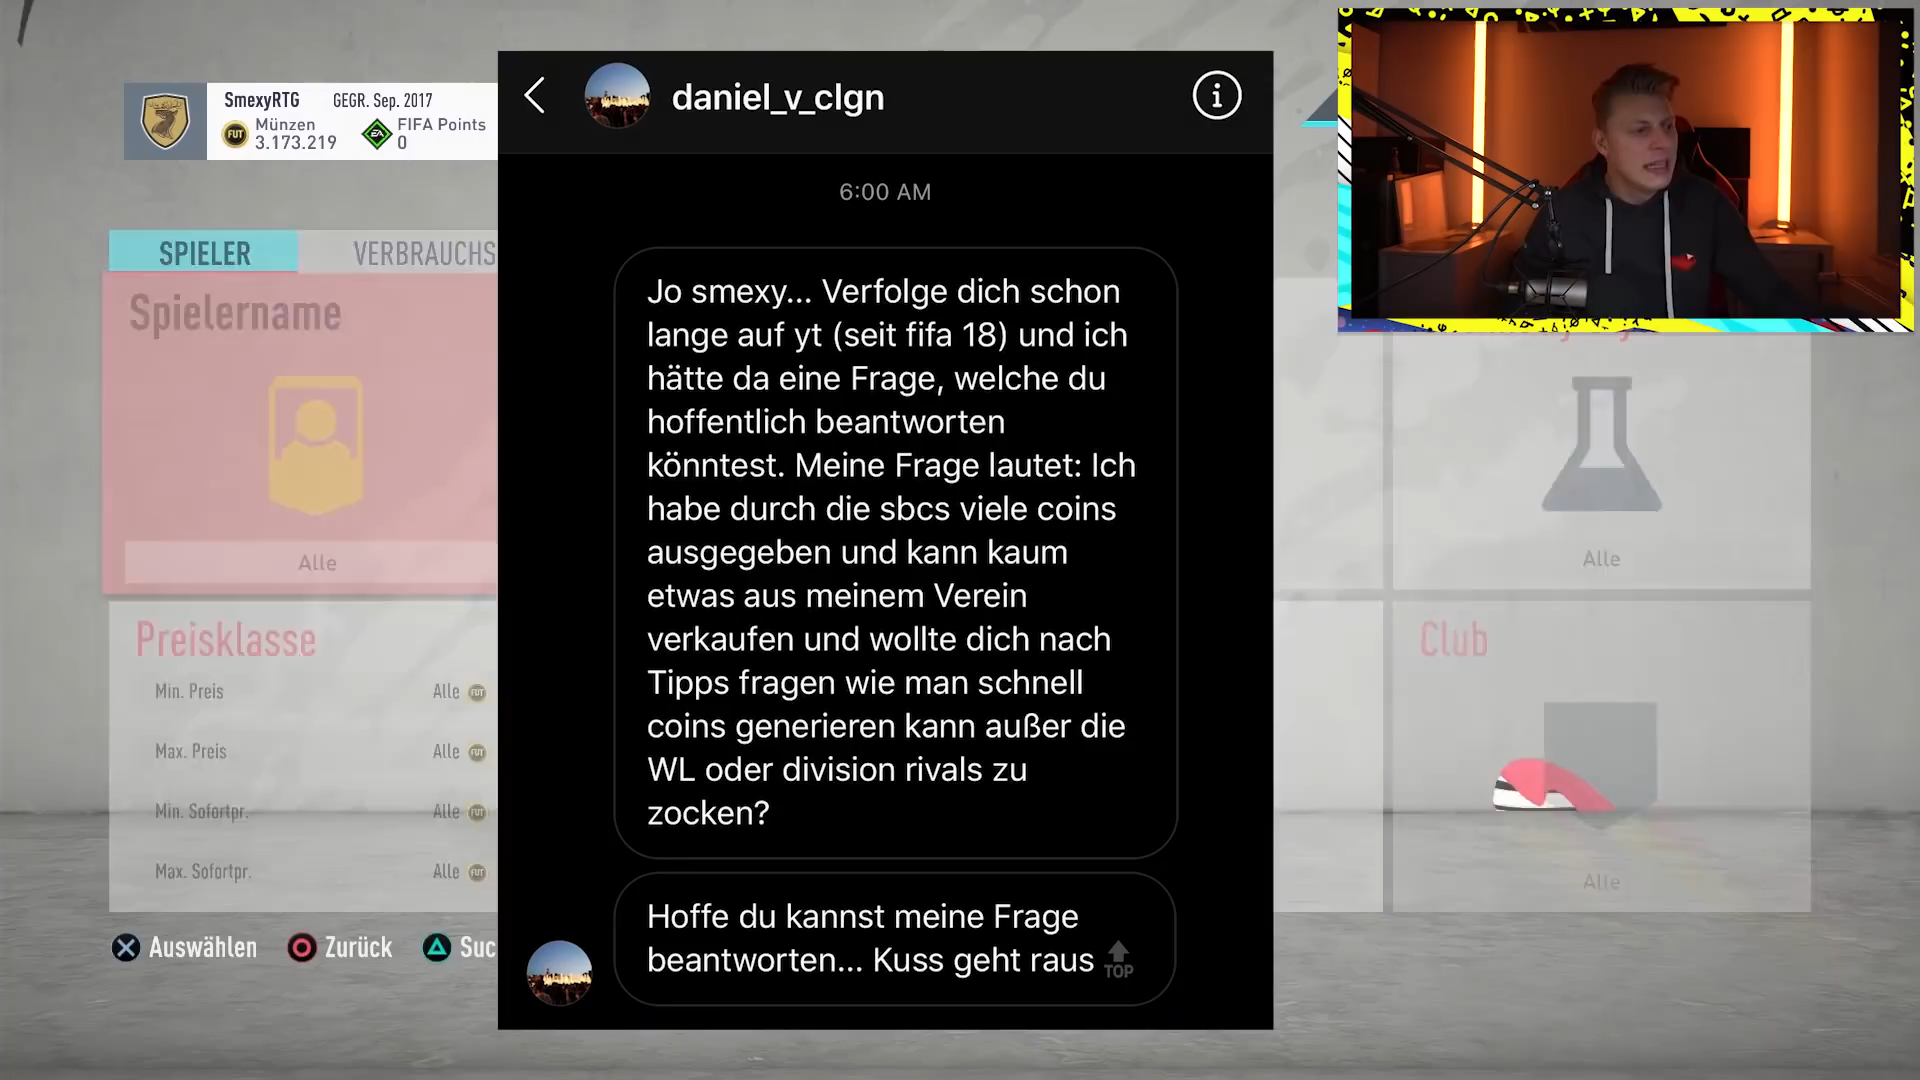 SmexyRTG GEGR. Sep. 2017
FUT Münzen 3.173.219 FIFA Points 0
SPIELER VERBRAUCHS
Spielername
Alle
Preisklasse
Min. Preis Alle FUT
Max. Preis Alle FUT
Min. Sofortpr. Alle FUT
Max. Sofortpr. Alle FUT
Auswählen Zurück Suc
daniel_v_clgn
6:00 AM
Jo smexy... Verfolge dich schon
lange auf yt (seit fifa 18) und ich
hätte da eine Frage, welche du
hoffentlich beantworten
könntest. Meine Frage lautet: Ich
habe durch die sbcs viele coins
ausgegeben und kann kaum
etwas aus meinem Verein
verkaufen und wollte dich nach
Tipps fragen wie man schnell
coins generieren kann außer die
WL oder division rivals zu
zocken?
Hoffe du kannst meine Frage
beantworten... Kuss geht raus TOP
Alle
Club
Alle